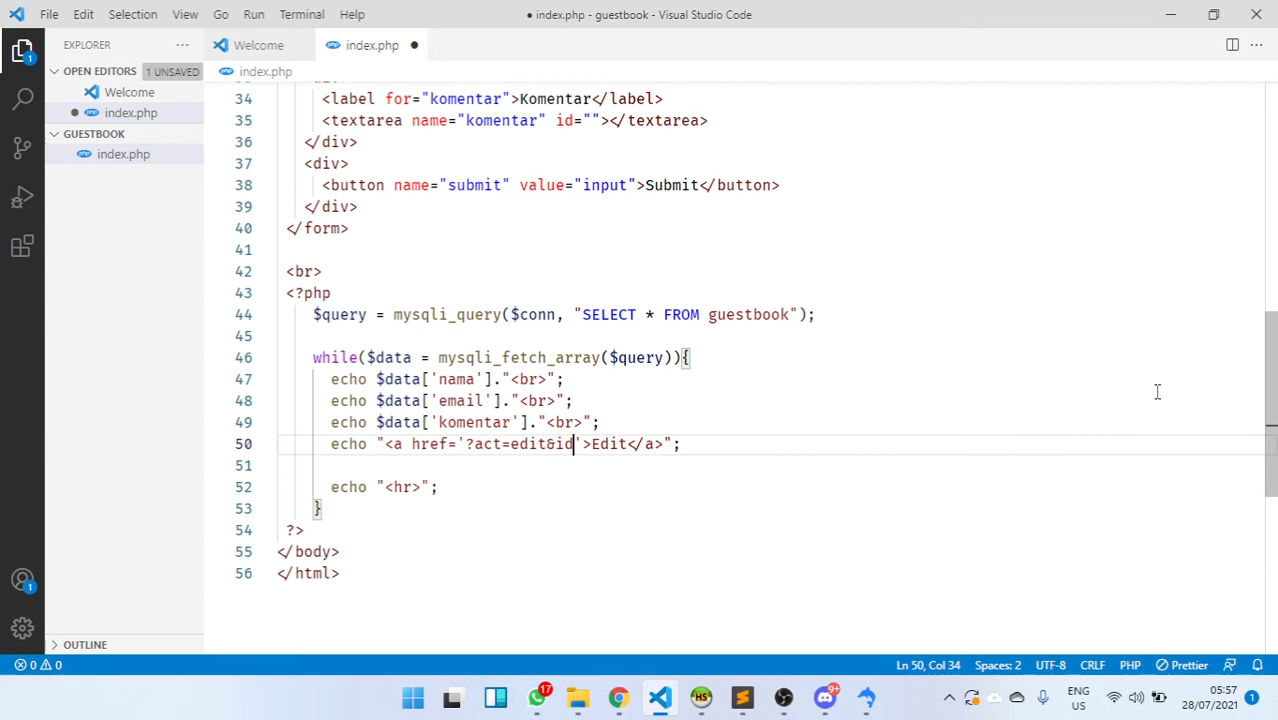 File Edit Selection View Go Run Terminal Help
● index.php - guestbook - Visual Studio Code
EXPLORER
Welcome
index.php
OPEN EDITORS 1 UNSAVED
Welcome
index.php
GUESTBOOK
index.php
OUTLINE
index.php
34 <label for="komentar">Komentar</label>
35 <textarea name="komentar" id=""></textarea>
36 </div>
37 <div>
38 <button name="submit" value="input">Submit</button>
39 </div>
40 </form>
41
42 <br>
43 <?php
44 $query = mysqli_query($conn, "SELECT * FROM guestbook");
45
46 while($data = mysqli_fetch_array($query)){
47 echo $data['nama']."<br>";
48 echo $data['email']."<br>";
49 echo $data['komentar']."<br>";
50 echo "<a href='?act=edit&id'>Edit</a>";
51
52 echo "<hr>";
53 }
54 ?>
55 </body>
56 </html>
0 0
Ln 50, Col 34 Spaces: 2 UTF-8 CRLF PHP Prettier
17
HS
9+
ENG
US
05:57
28/07/2021
1
1
1